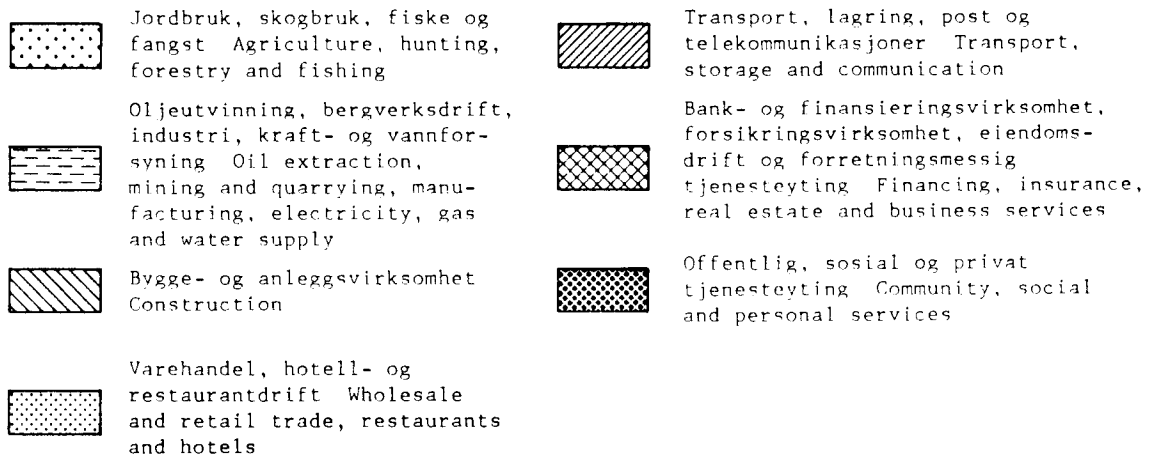 Jordbruk, skogbruk, fiske og
fangst Agriculture, hunting,
forestry and fishing
Oljeutvinning, bergverksdrift,
industri, kraft- og vannfor-
syning Oil extraction,
mining and quarrying, manu-
facturing, electricity, gas
and water supply
Bygge- og anleggsvirksomhet
Construction
Varehandel, hotell- og
restaurantdrift Wholesale
and retail trade, restaurants
and hotels
Transport, lagring, post og
telekommunikasjoner Transport,
storage and communication
Bank- og finansieringsvirksomhet,
forsikringsvirksomhet, eiendoms-
drift og forretningsmessig
tjenesteyting Financing, insurance,
real estate and business services
Offentlig, sosial og privat
tjenesteyting Community, social
and personal services